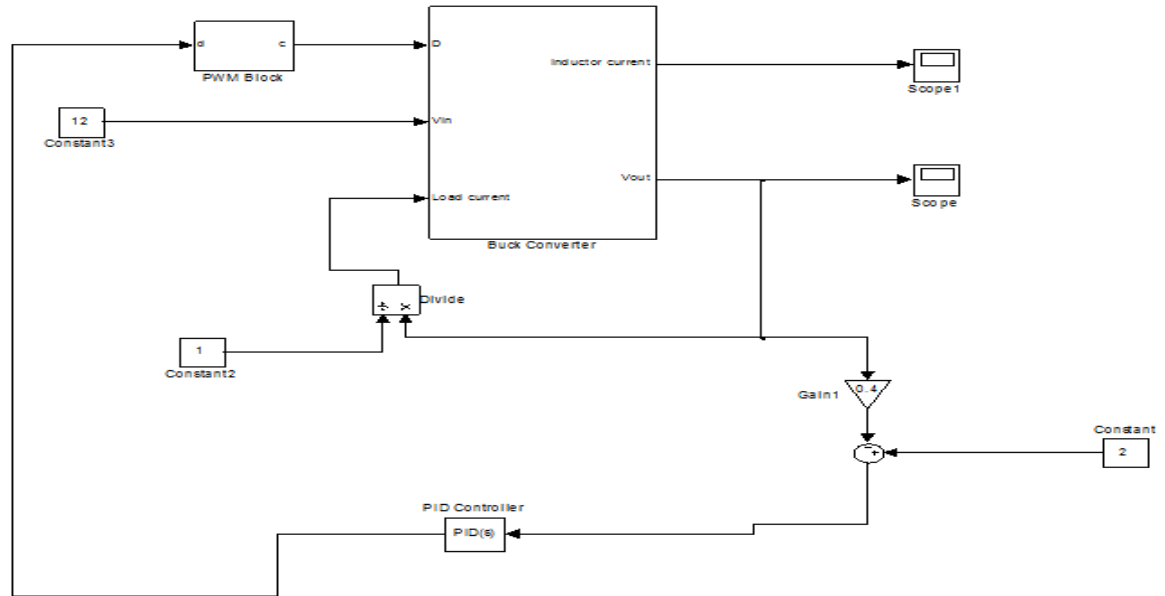 d
c
PWM Block
D
Vin
Load current
Inductor current
Vout
Buck Converter
Scope1
Scope
12
Constant3
÷
×
Divide
1
Constant2
0.4
Gain1
-
+
Constant
2
PID Controller
PID(s)